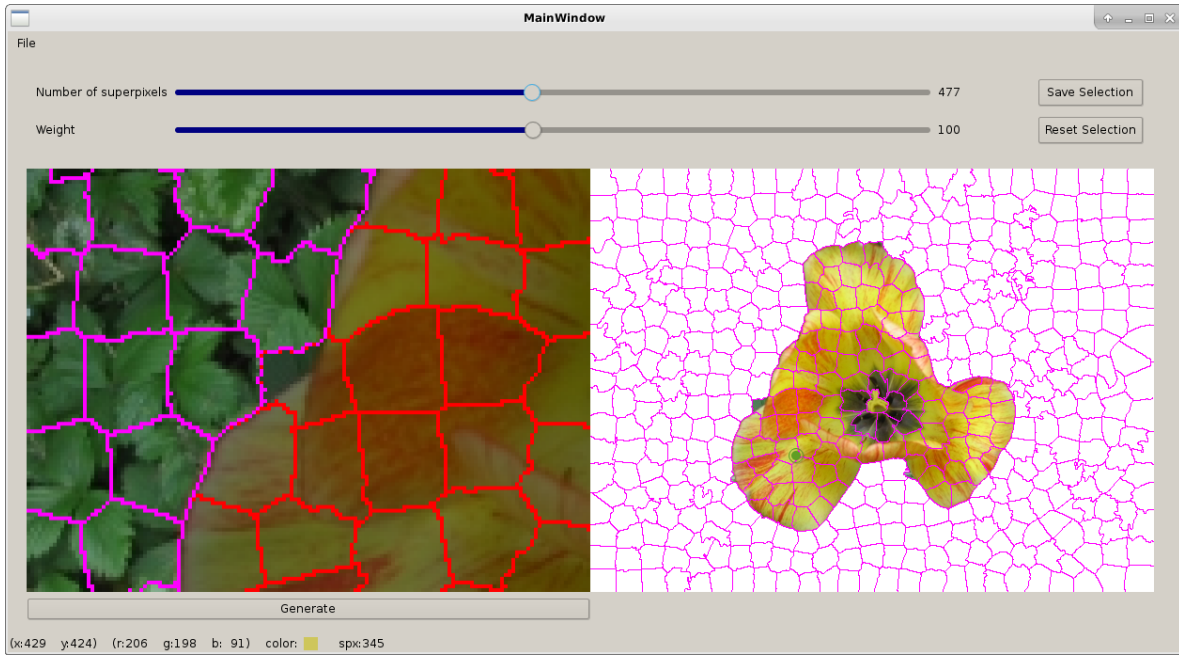 MainWindow
File
Number of superpixels 477 Save Selection
Weight 100 Reset Selection
Generate
(x:429 y:424) (r:206 g:198 b: 91) color: spx:345